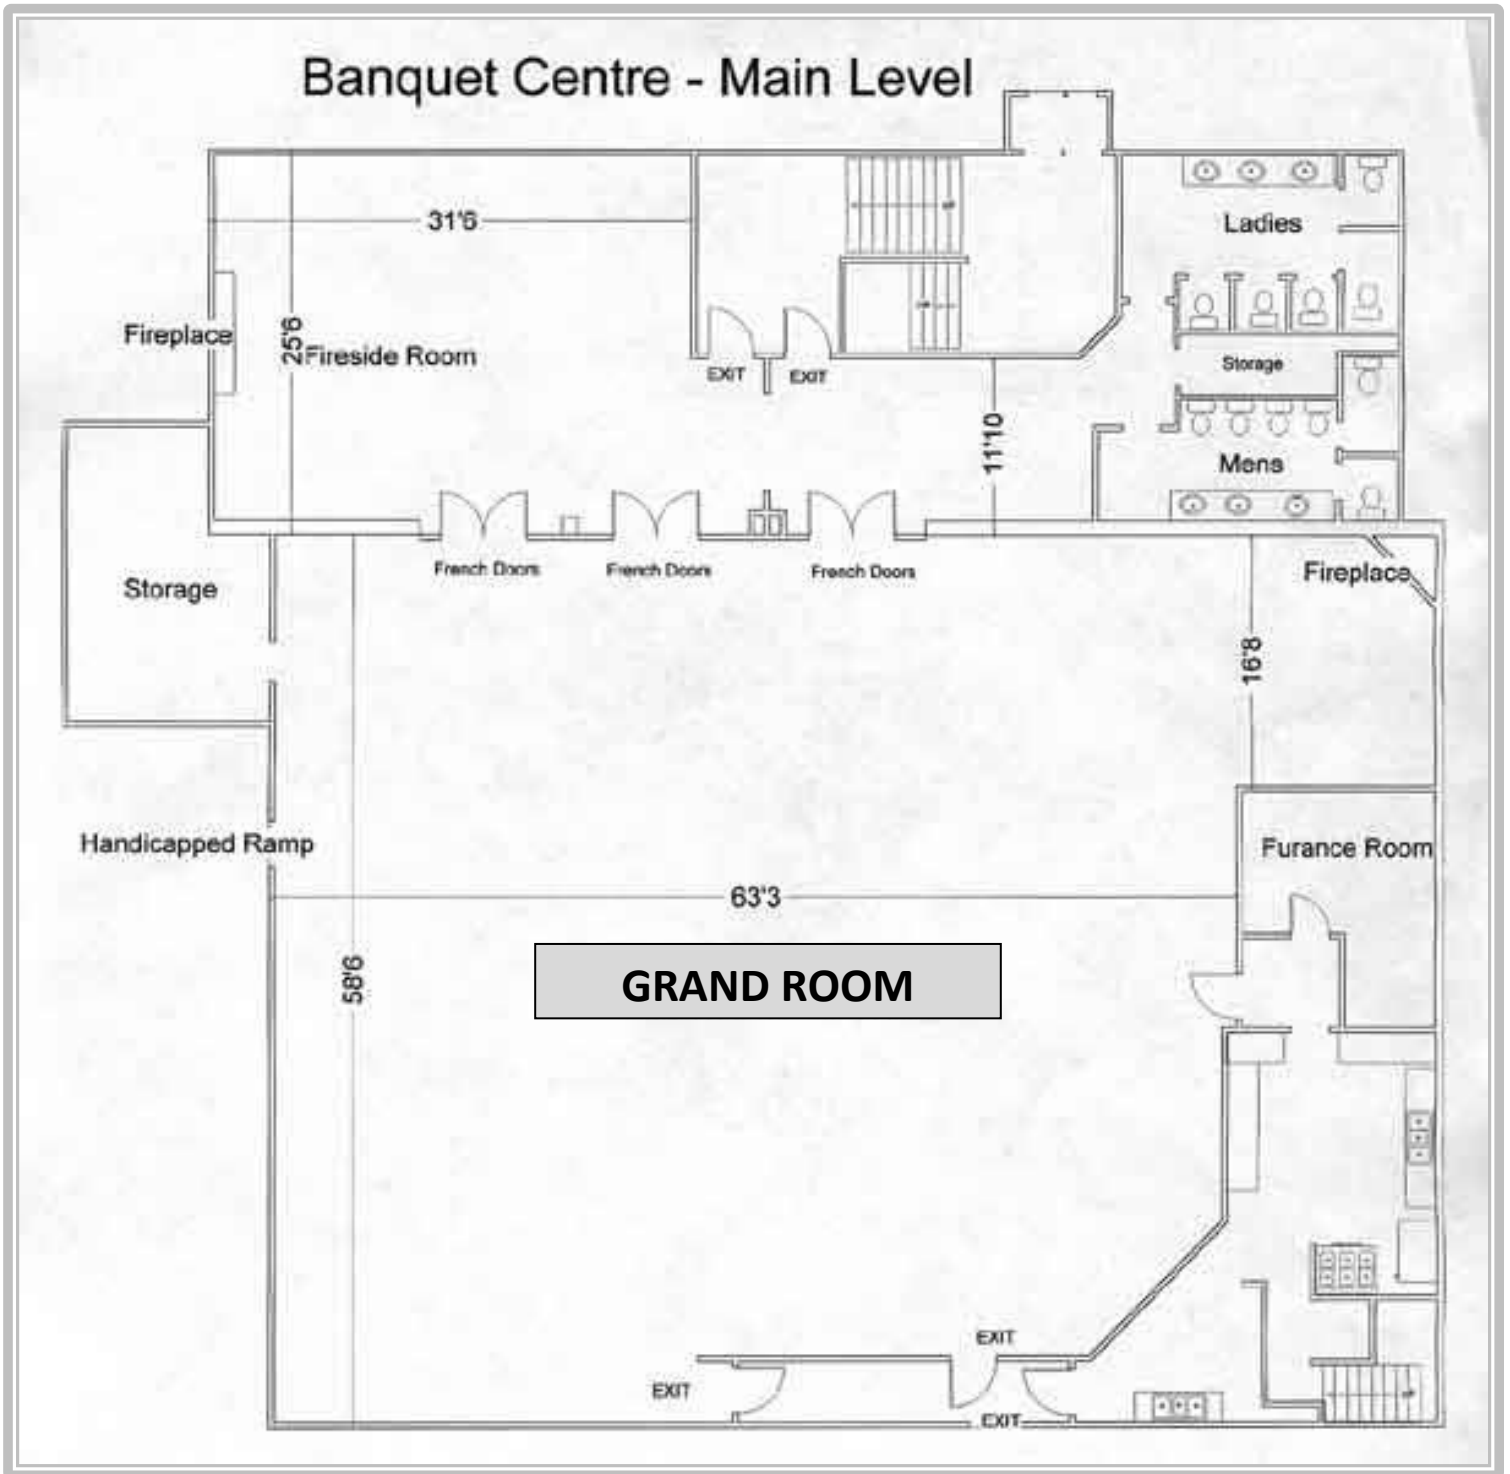 Banquet Centre - Main Level
31'6
Ladies
Fireplace
25'6
Fireside Room
EXIT
EXIT
Storage
11'10
Mens
French Doors
French Doors
French Doors
Fireplace
Storage
16'8
Handicapped Ramp
Furance Room
63'3
58'6
GRAND ROOM
EXIT
EXIT
EXIT